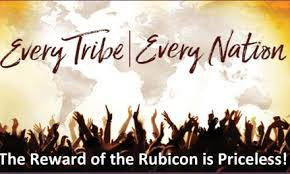 Every Tribe | Every Nation
The Reward of the Rubicon is Priceless!